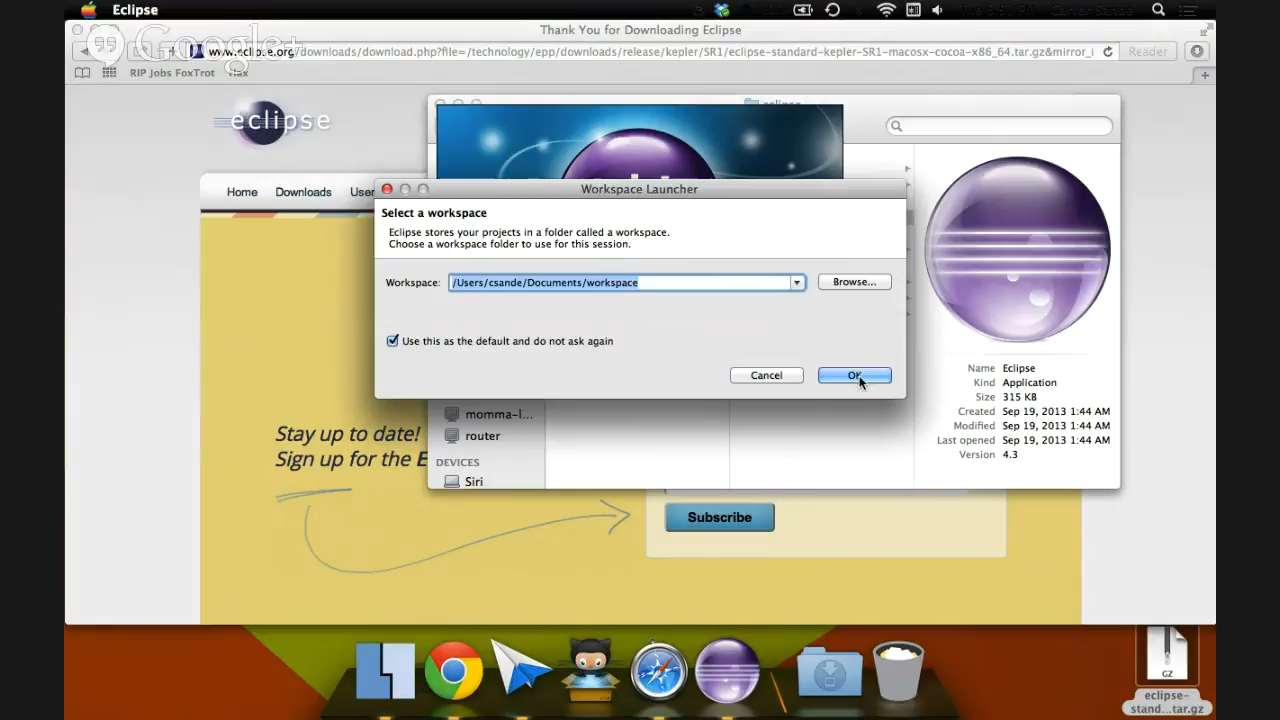 Eclipse
Thank You for Downloading Eclipse
Google+
www.eclipse.org/downloads/download.php?file=/technology/epp/downloads/release/kepler/SR1/eclipse-standard-kepler-SR1-macosx-cocoa-x86_64.tar.gz&mirror_i
Reader
RIP Jobs FoxTrot
eclipse
eclipse
Home
Downloads
User
Workspace Launcher
Select a workspace
Eclipse stores your projects in a folder called a workspace.
Choose a workspace folder to use for this session.
Workspace:
/Users/csande/Documents/workspace
Browse...
Use this as the default and do not ask again
Cancel
OK
Name Eclipse
Kind Application
Size 315 KB
Created Sep 19, 2013 1:44 AM
Modified Sep 19, 2013 1:44 AM
Last opened Sep 19, 2013 1:44 AM
Version 4.3
momma-l...
router
DEVICES
Siri
Stay up to date!
Sign up for the E
Subscribe
GZ
eclipse-
stand...tar.gz